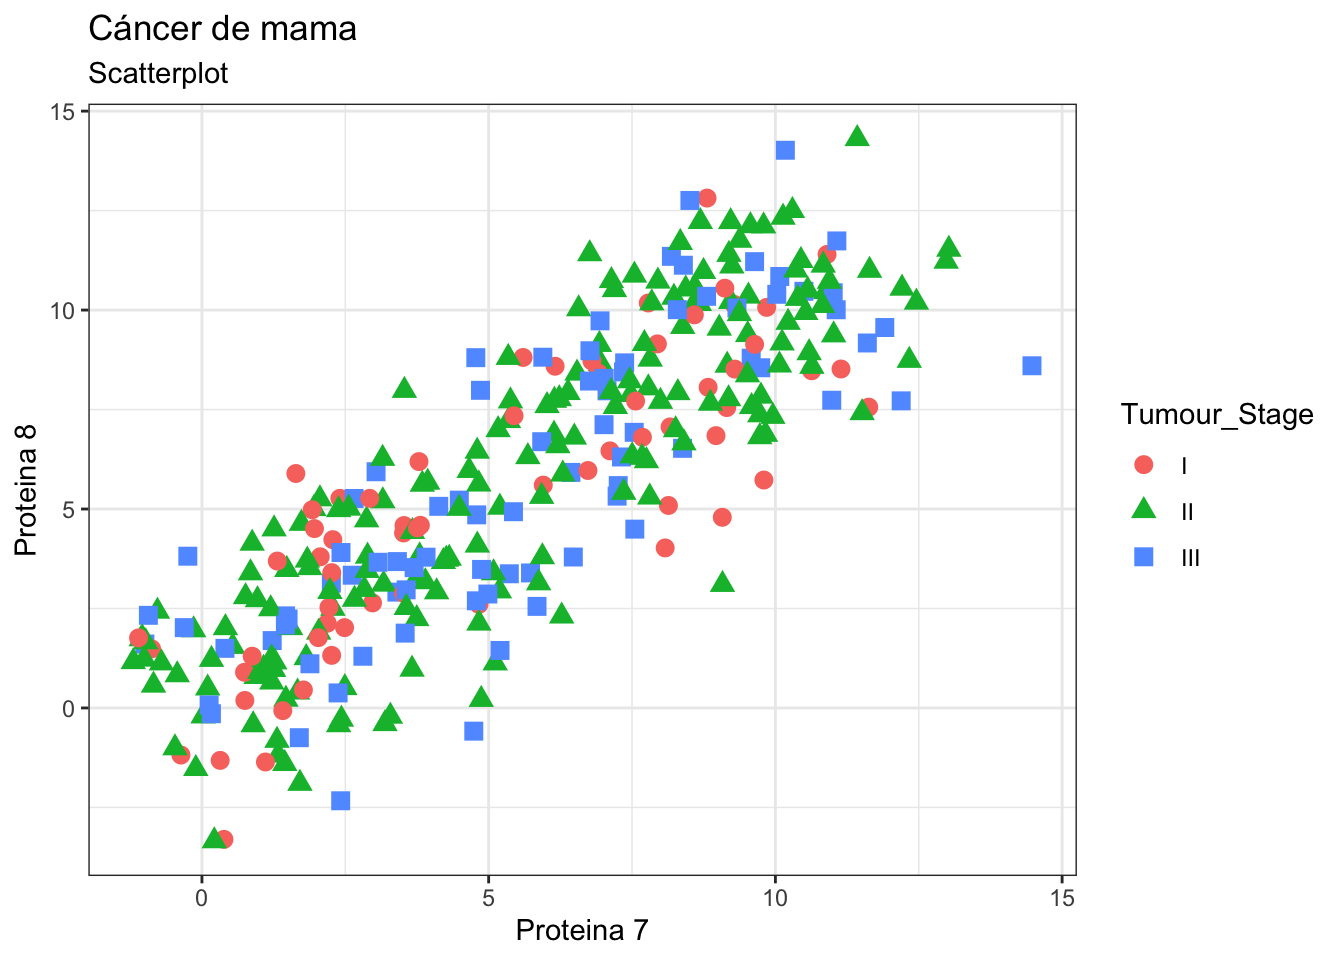 Cáncer de mama
Scatterplot
15
10
5
0
Proteina 8
0
5
10
15
Proteina 7
Tumour_Stage
I
II
III